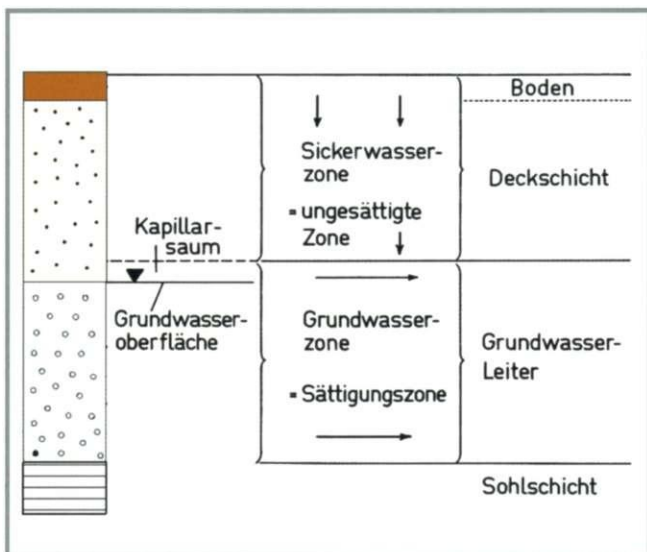 Boden
Sickerwasser-
zone
Deckschicht
= ungesättigte
Zone
Kapillar-
saum
Grundwasser-
oberfläche
Grundwasser-
zone
Grundwasser-
Leiter
= Sättigungszone
Sohlschicht